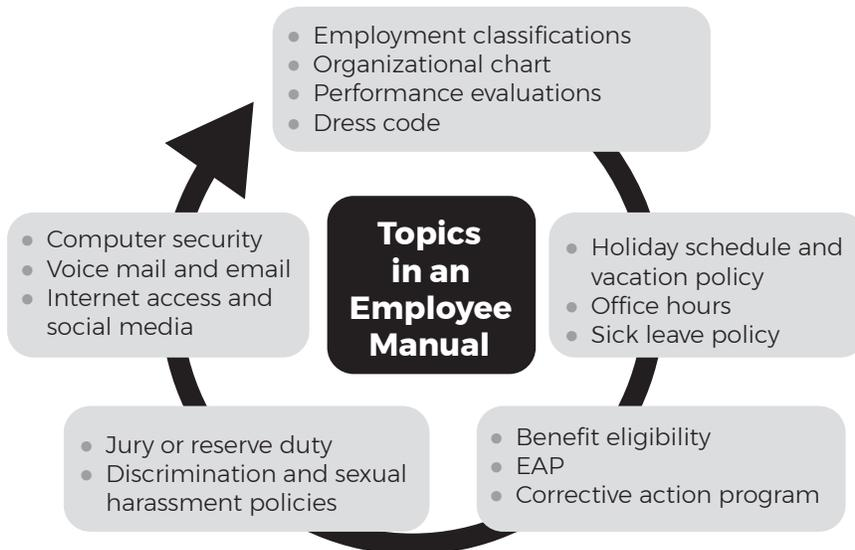 Employment classifications
Organizational chart
Performance evaluations
Dress code
Topics
in an
Employee
Manual
Holiday schedule and
vacation policy
Office hours
Sick leave policy
Benefit eligibility
EAP
Corrective action program
Jury or reserve duty
Discrimination and sexual
harassment policies
Computer security
Voice mail and email
Internet access and
social media